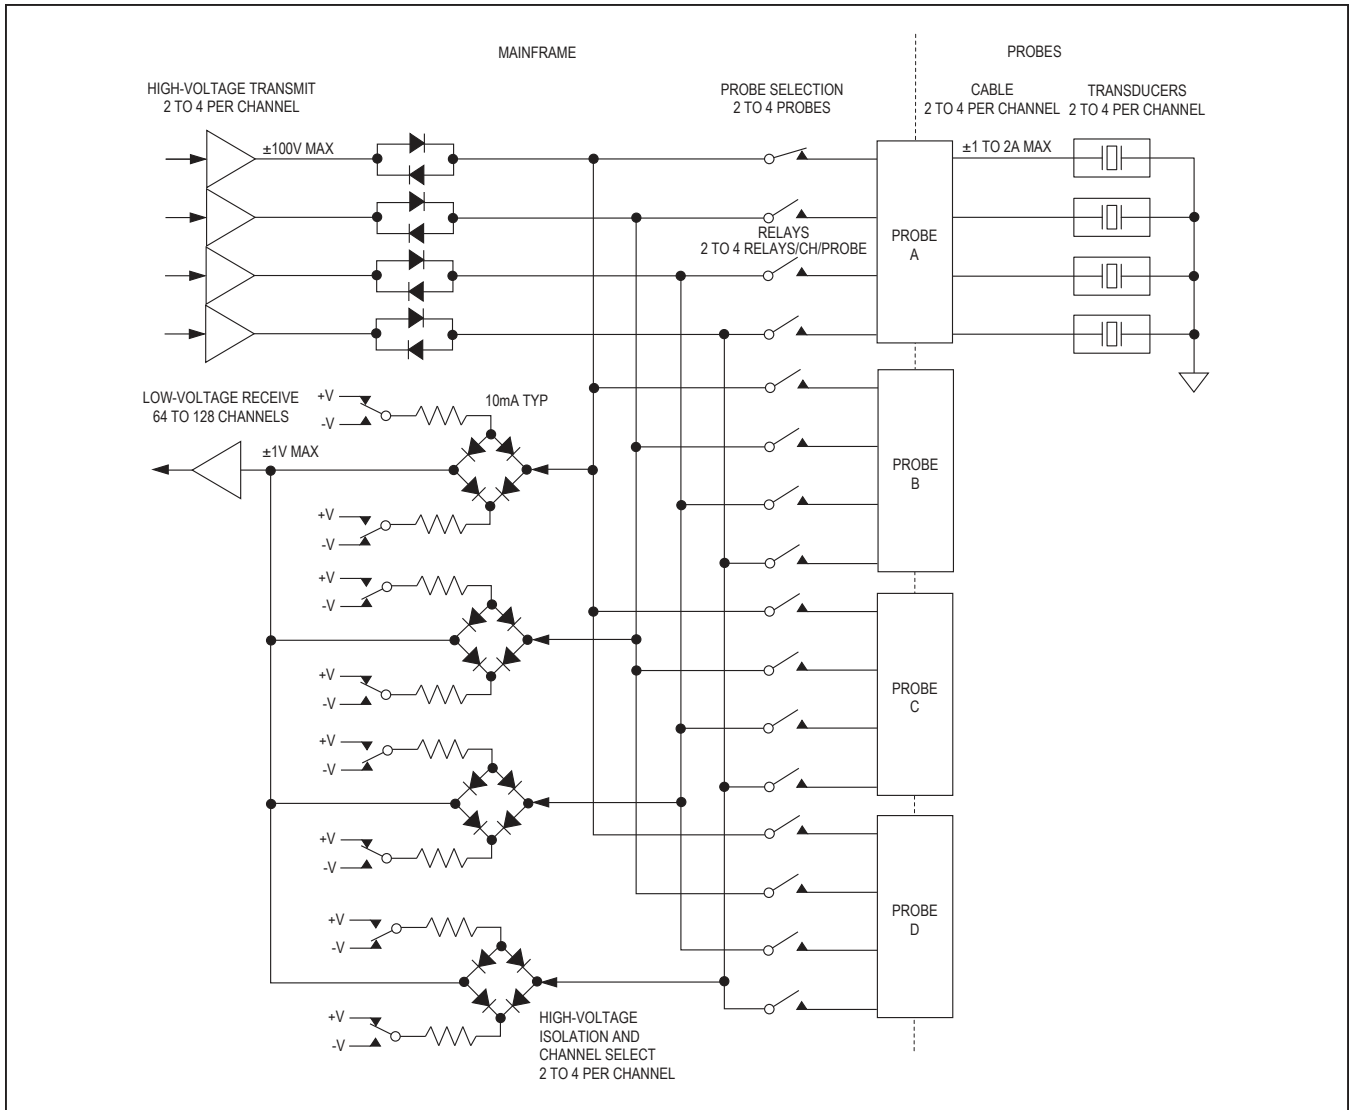 MAINFRAME
PROBES
HIGH-VOLTAGE TRANSMIT
2 TO 4 PER CHANNEL
PROBE SELECTION
2 TO 4 PROBES
CABLE
2 TO 4 PER CHANNEL
TRANSDUCERS
2 TO 4 PER CHANNEL
±100V MAX
±1 TO 2A MAX
RELAYS
2 TO 4 RELAYS/CH/PROBE
PROBE
A
LOW-VOLTAGE RECEIVE
64 TO 128 CHANNELS
+V
-V
10mA TYP
±1V MAX
PROBE
B
+V
-V
+V
-V
+V
-V
PROBE
C
+V
-V
+V
-V
PROBE
D
+V
-V
+V
-V
HIGH-VOLTAGE
ISOLATION AND
CHANNEL SELECT
2 TO 4 PER CHANNEL